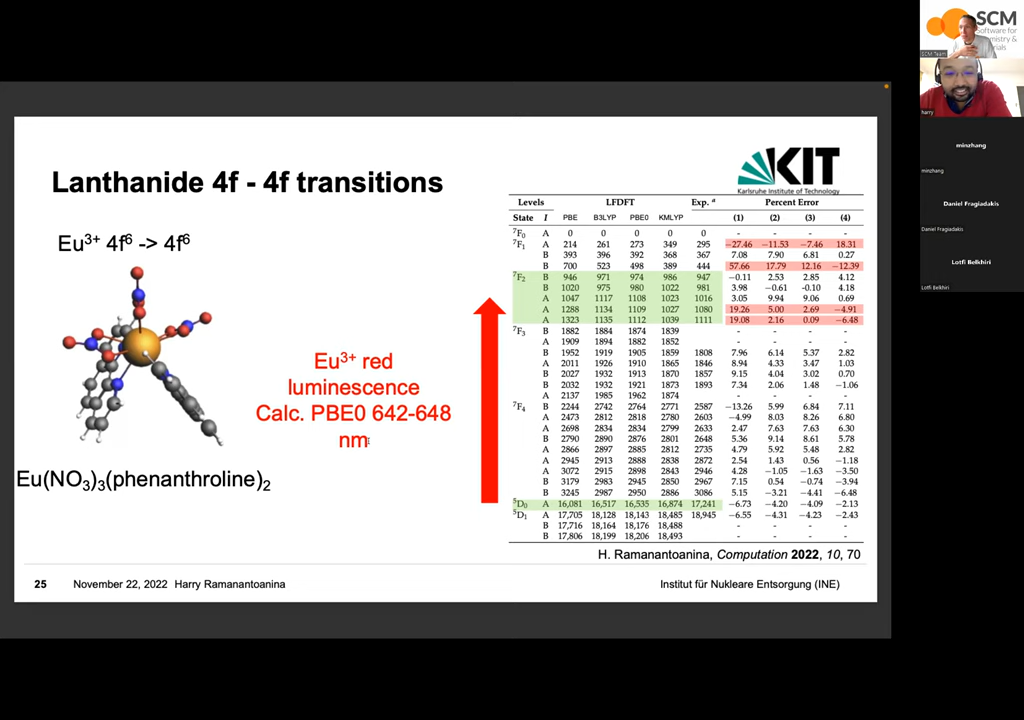 SCM
Software for
mistry &
rials
SCM Team
harry
minzhang
minzhang
Daniel Fragiadakis
Daniel Fragiadakis
Lotfi Belkhiri
Lotfi Belkhiri
Lanthanide 4f - 4f transitions
KIT
Karlsruhe Institute of Technology
Eu3+ 4f6 -> 4f6
Eu3+ red
luminescence
Calc. PBE0 642-648
nm
Eu(NO3)3(phenanthroline)2
Levels LFDFT Exp. a Percent Error
State I PBE B3LYP PBE0 KMLYP (1) (2) (3) (4)
7F0 A 0 0 0 0 0 - - - -
7F1 A 214 261 273 349 295 −27.46 −11.53 −7.46 18.31
B 393 396 392 368 367 7.08 7.90 6.81 0.27
B 700 523 498 389 444 57.66 17.79 12.16 −12.39
7F2 B 946 971 974 986 947 −0.11 2.53 2.85 4.12
B 1020 975 980 1022 981 3.98 −0.61 -0.10 4.18
A 1047 1117 1108 1023 1016 3.05 9.94 9.06 0.69
A 1288 1134 1109 1027 1080 19.26 5.00 2.69 −4.91
A 1323 1135 1112 1039 1111 19.08 2.16 0.09 −6.48
7F3 B 1882 1884 1874 1839 - - - -
A 1909 1894 1882 1852 - - - -
B 1952 1919 1905 1859 1808 7.96 6.14 5.37 2.82
A 2011 1926 1910 1865 1846 8.94 4.33 3.47 1.03
B 2027 1932 1913 1870 1857 9.15 4.04 3.02 0.70
B 2032 1932 1921 1873 1893 7.34 2.06 1.48 −1.06
A 2137 1985 1962 1874 - - - -
7F4 B 2244 2742 2764 2771 2587 −13.26 5.99 6.84 7.11
A 2473 2812 2818 2780 2603 −4.99 8.03 8.26 6.80
A 2698 2834 2834 2799 2633 2.47 7.63 7.63 6.30
B 2790 2890 2876 2801 2648 5.36 9.14 8.61 5.78
A 2866 2897 2885 2812 2735 4.79 5.92 5.48 2.82
A 2945 2913 2888 2838 2872 2.54 1.43 0.56 −1.18
A 3072 2915 2898 2843 2946 4.28 −1.05 −1.63 −3.50
B 3179 2983 2945 2850 2967 7.15 0.54 −0.74 −3.94
B 3245 2987 2950 2886 3086 5.15 −3.21 −4.41 −6.48
5D0 A 16,081 16,517 16,535 16,874 17,241 −6.73 −4.20 −4.09 −2.13
5D1 A 17,705 18,128 18,143 18,485 18,945 −6.55 −4.31 −4.23 −2.43
B 17,716 18,164 18,176 18,488 - - - -
B 17,806 18,199 18,206 18,493 - - - -
H. Ramanantoanina, Computation 2022, 10, 70
25 November 22, 2022 Harry Ramanantoanina Institut für Nukleare Entsorgung (INE)